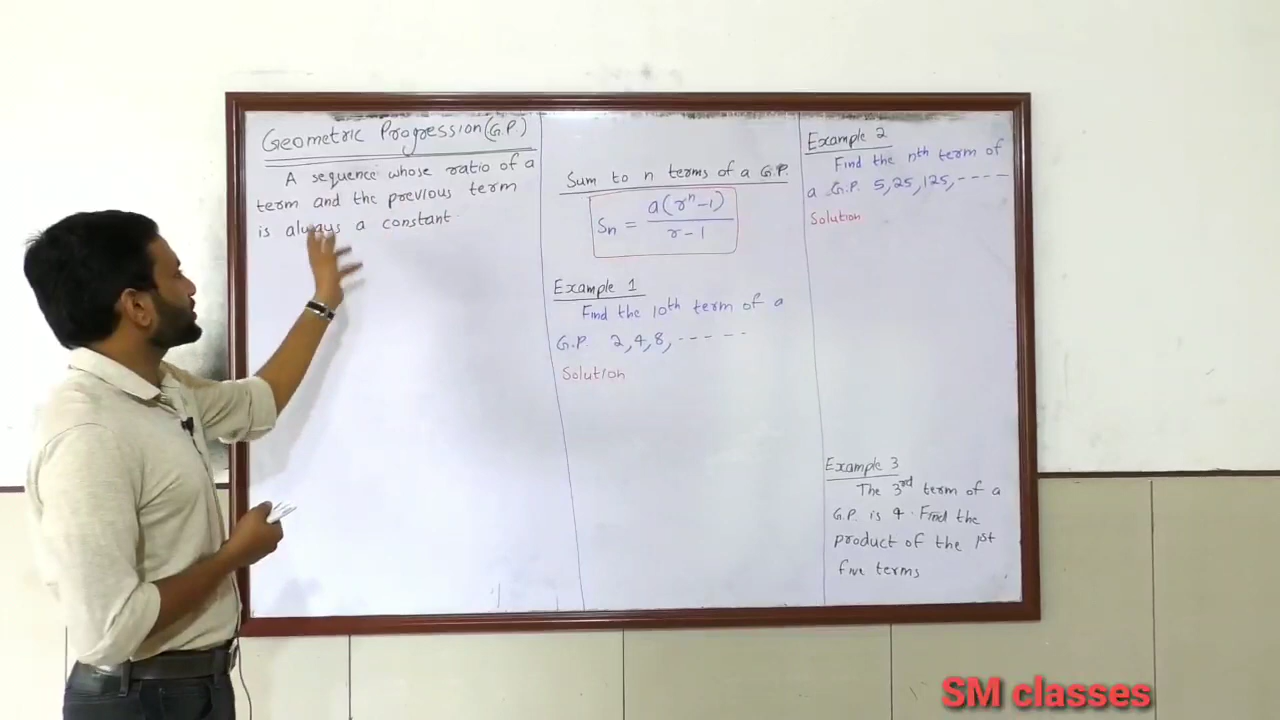 Geometric Progression (G.P.)
A sequence whose ratio of a
term and the previous term
is always a constant
Sum to n terms of a G.P.
Sn = a(r^n - 1) / r - 1
Example 1
Find the 10th term of a
G.P. 2, 4, 8, ------
Solution
Example 2
Find the nth term of
a G.P. 5, 25, 125, ----
Solution
Example 3
The 3rd term of a
G.P. is 4. Find the
product of the 1st
five terms
SM classes